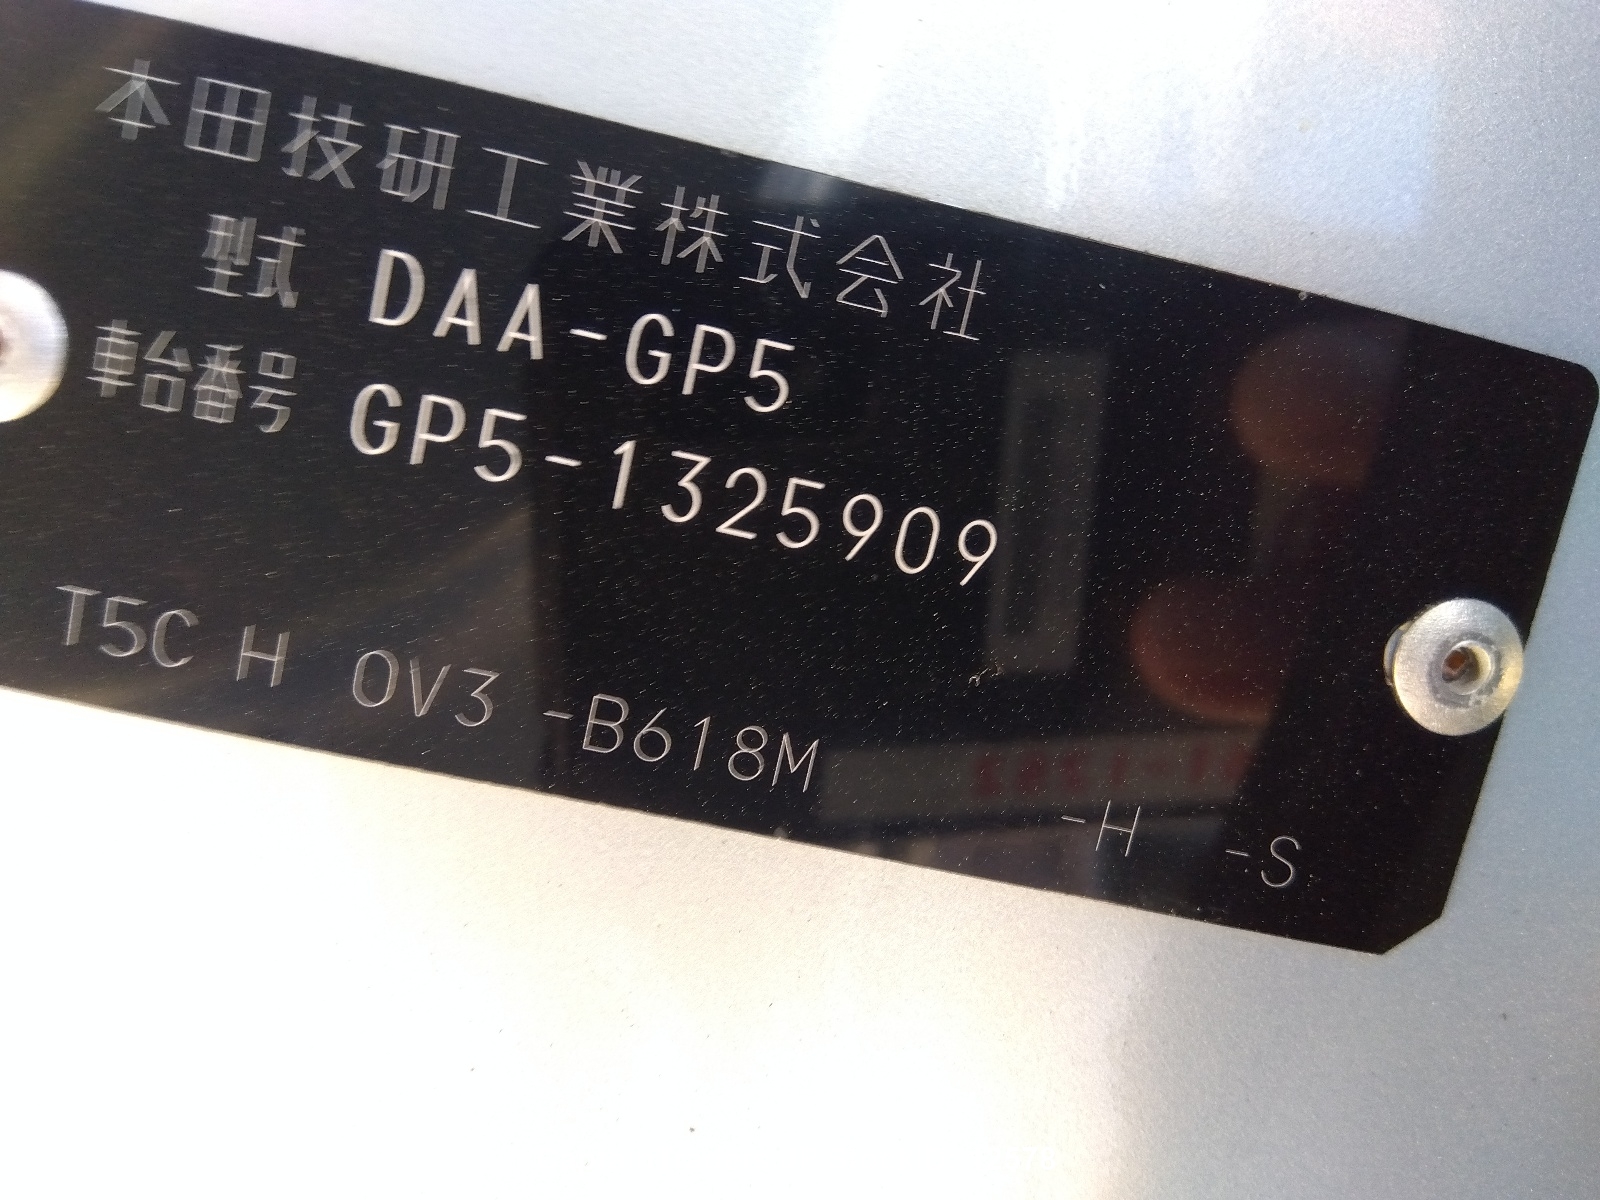 本田技研工業株式会社
型式 DAA-GP5
車台番号 GP5-1325909
T5C H 0V3 -B618M -H -S